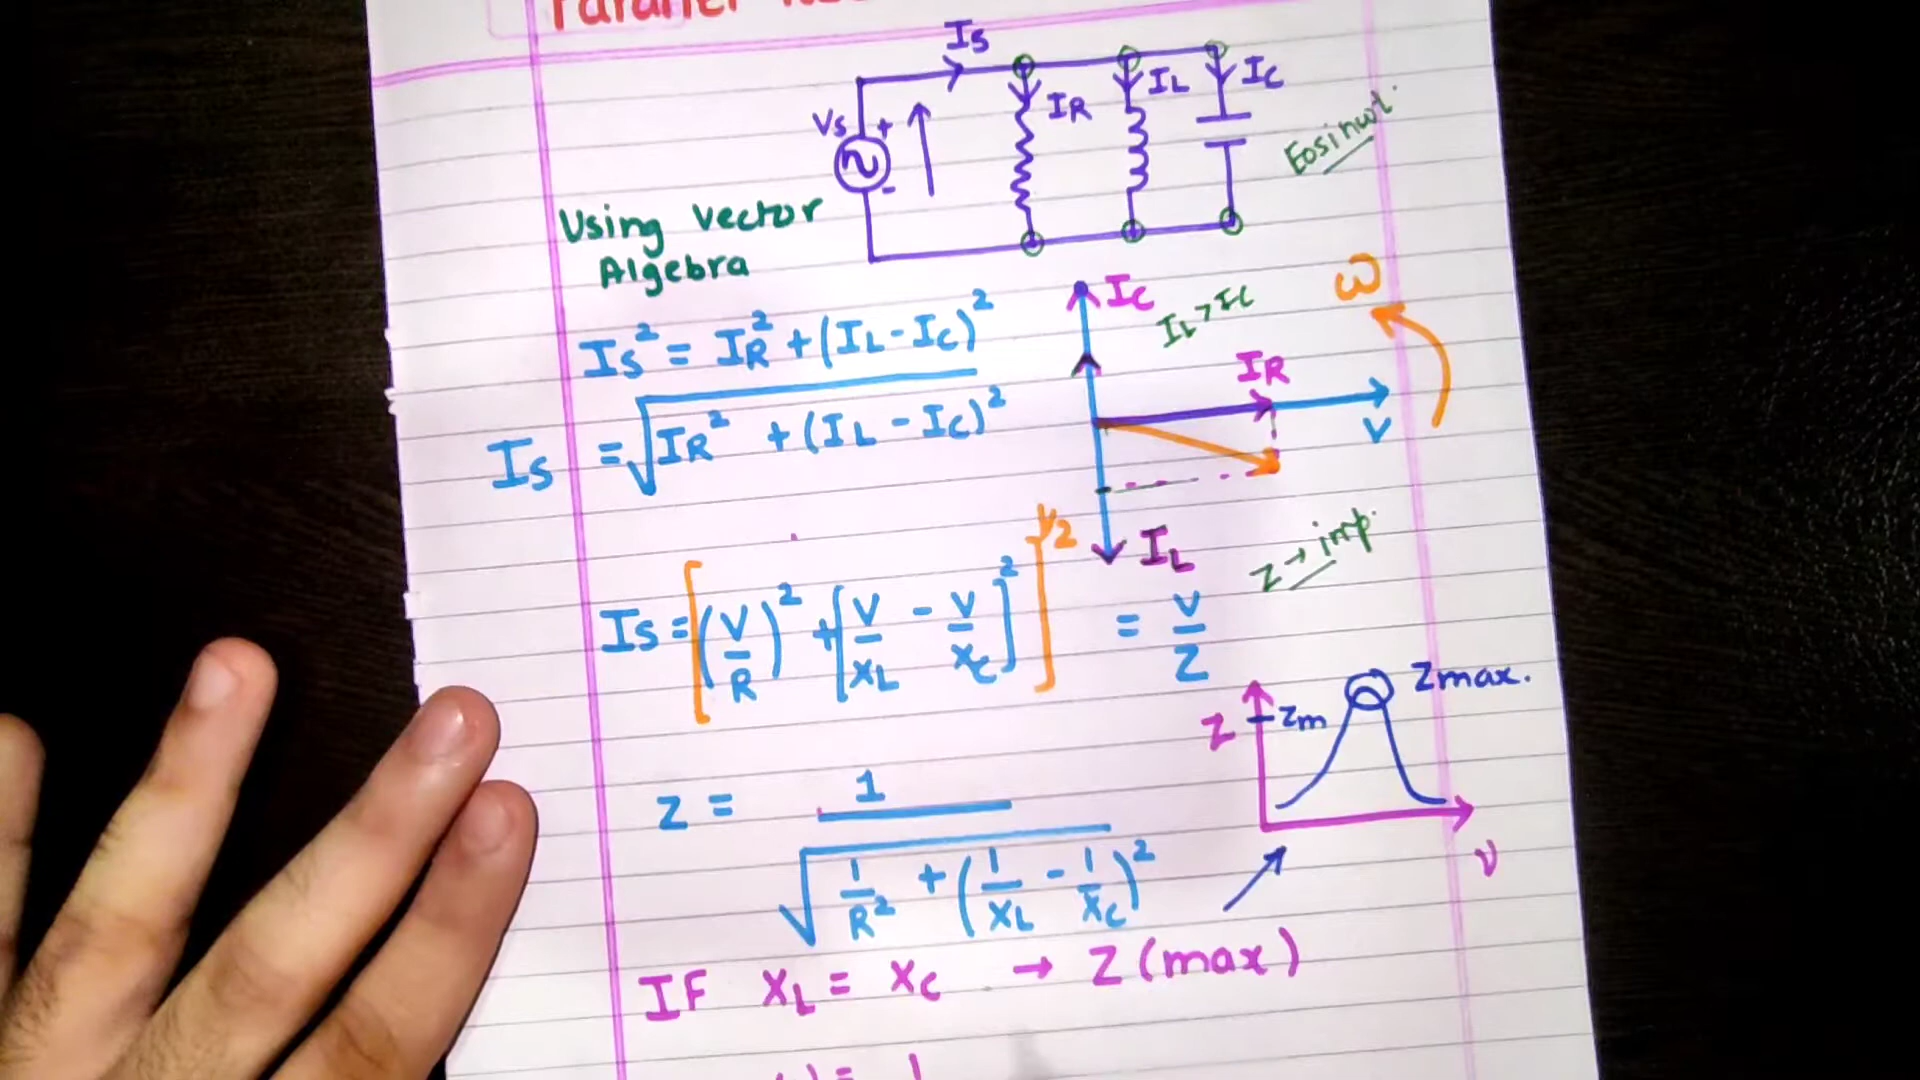 Parallel
Is
IR
IL
IC
Vs
+
-
Eosinωt
Using Vector
Algebra
Is² = IR² + (IL - IC)²
IC
IL > IC
ω
IR
V
Is = √IR² + (IL - IC)²
IL
Z → imp.
Is = [(V/R)² + [V/XL - V/XC]²]^1/2 = V/Z
Z
Zm
Zmax.
ν
Z = 1/√(1/R² + (1/XL - 1/XC)²)
IF XL = XC → Z(max)